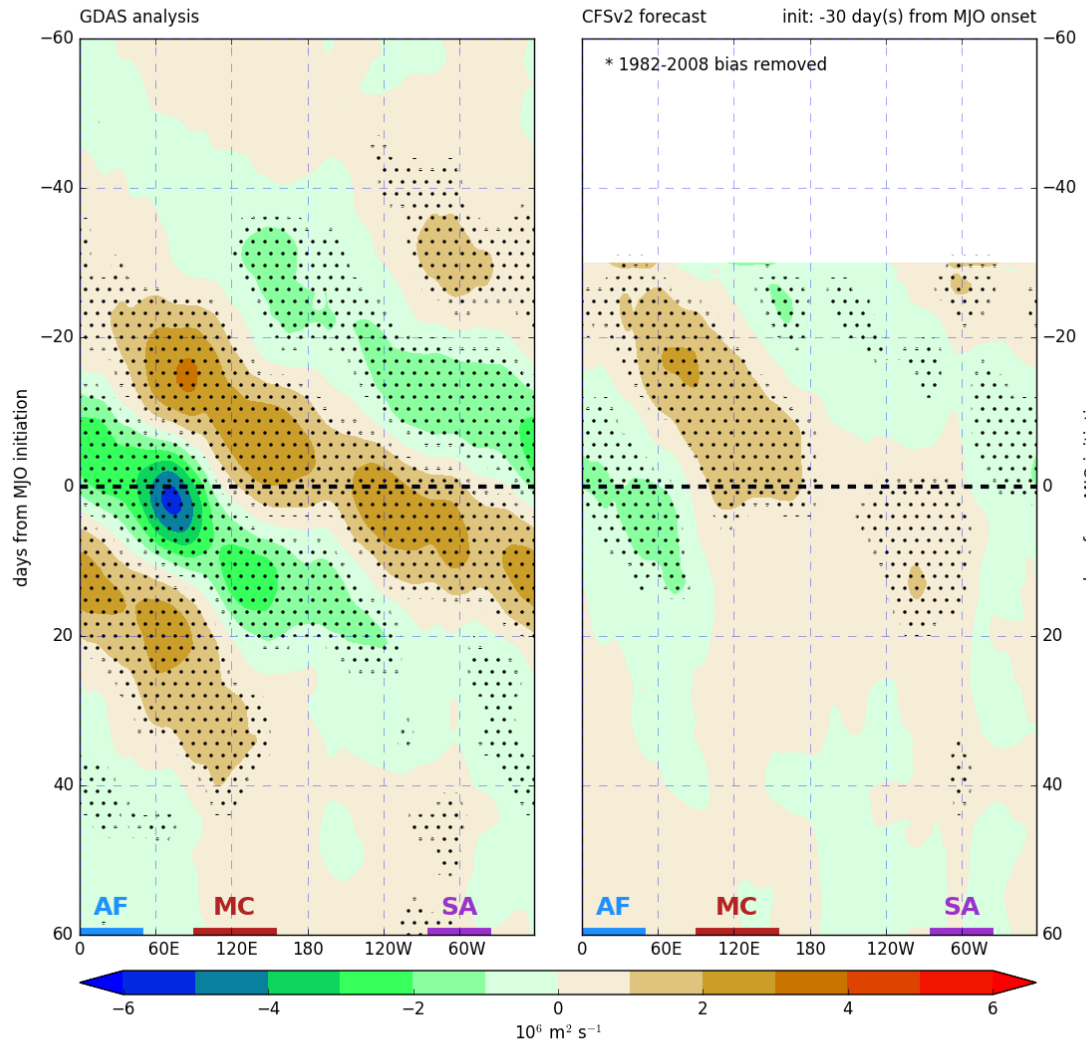 GDAS analysis
CFSv2 forecast init: -30 day(s) from MJO onset
* 1982-2008 bias removed
−60
−40
−20
0
20
40
60
days from MJO initiation
−60
−40
−20
0
20
40
60
AF MC SA
AF MC SA
0 60E 120E 180 120W 60W
0 60E 120E 180 120W 60W
−6 −4 −2 0 2 4 6
10⁶ m² s⁻¹